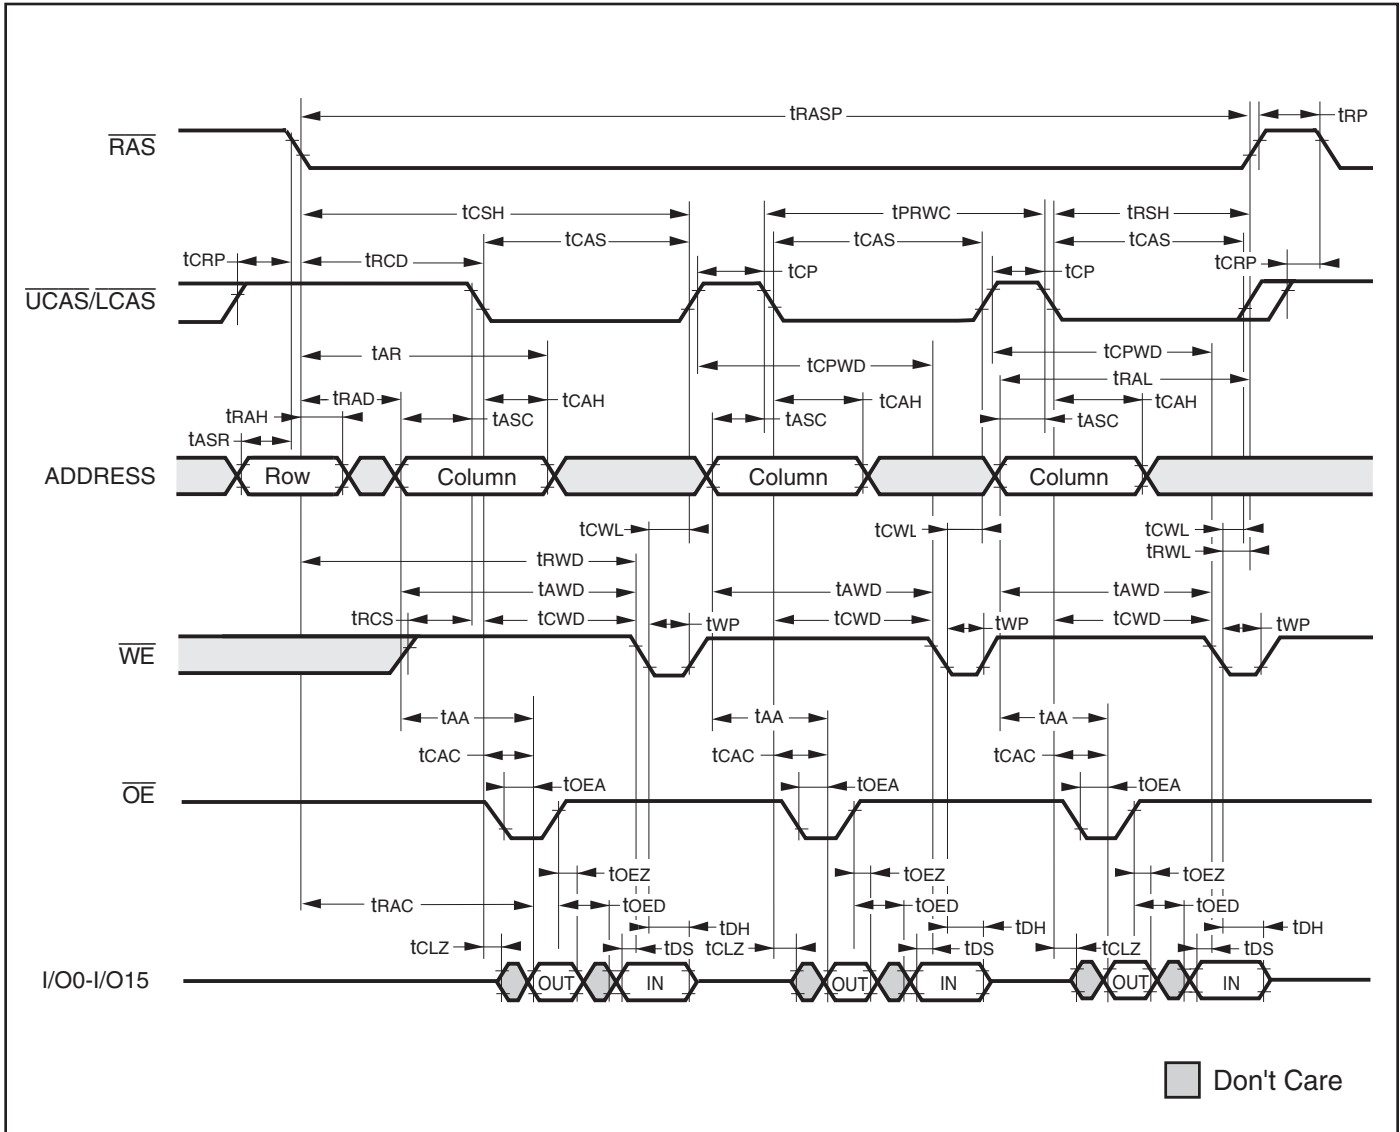 tRASP tRP
RAS
tCSH tPRWC tRSH
tCAS tCAS tCAS
tCRP tRCD tCP tCP tCRP
UCAS/LCAS
tAR tCPWD tCPWD
tRAL
tRAD tCAH tCAH tCAH
tRAH tASC tASC tASC
tASR
ADDRESS Row Column Column Column
tCWL tCWL tCWL
tRWL
tRWD
tAWD tAWD tAWD
tRCS tCWD tWP tCWD tWP tCWD tWP
WE
tAA tAA tAA
tCAC tCAC tCAC
tOEA tOEA tOEA
OE
tOEZ tOEZ tOEZ
tRAC tOED tOED tOED
tDH tDH tDH
tCLZ tDS tCLZ tDS tCLZ tDS
I/O0-I/O15 OUT IN OUT IN OUT IN
Don't Care